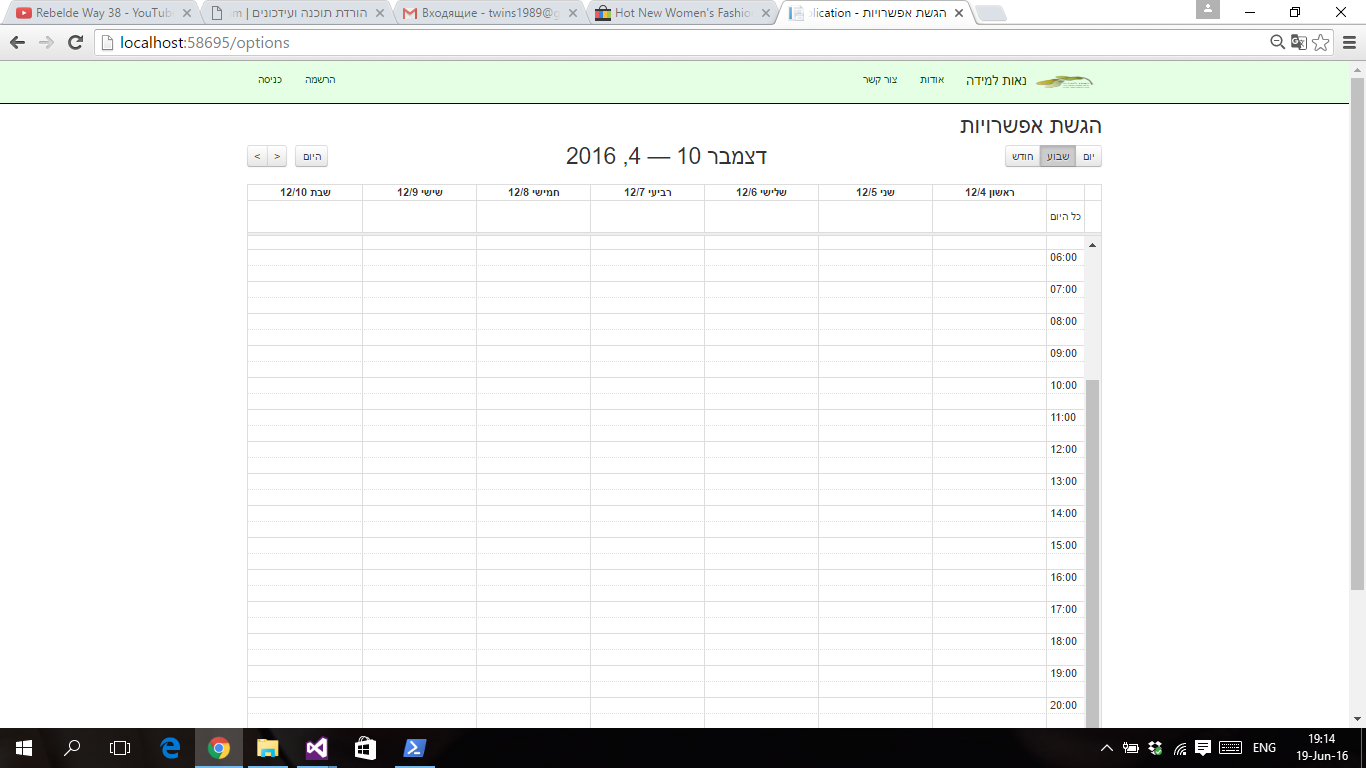 Rebelde Way 38 - YouTub
הורדת תוכנה ועידכונים | m
Входящие - twins1989@g
Hot New Women's Fashio
הגשת אפשרויות - plication
localhost:58695/options
נאות למידה אודות צור קשר הרשמה כניסה
הגשת אפשרויות
יום שבוע חודש
דצמבר 10 — 4, 2016
היום > <
ראשון 12/4 שני 12/5 שלישי 12/6 רביעי 12/7 חמישי 12/8 שישי 12/9 שבת 12/10
כל היום
06:00
07:00
08:00
09:00
10:00
11:00
12:00
13:00
14:00
15:00
16:00
17:00
18:00
19:00
20:00
ENG
19:14
19-Jun-16